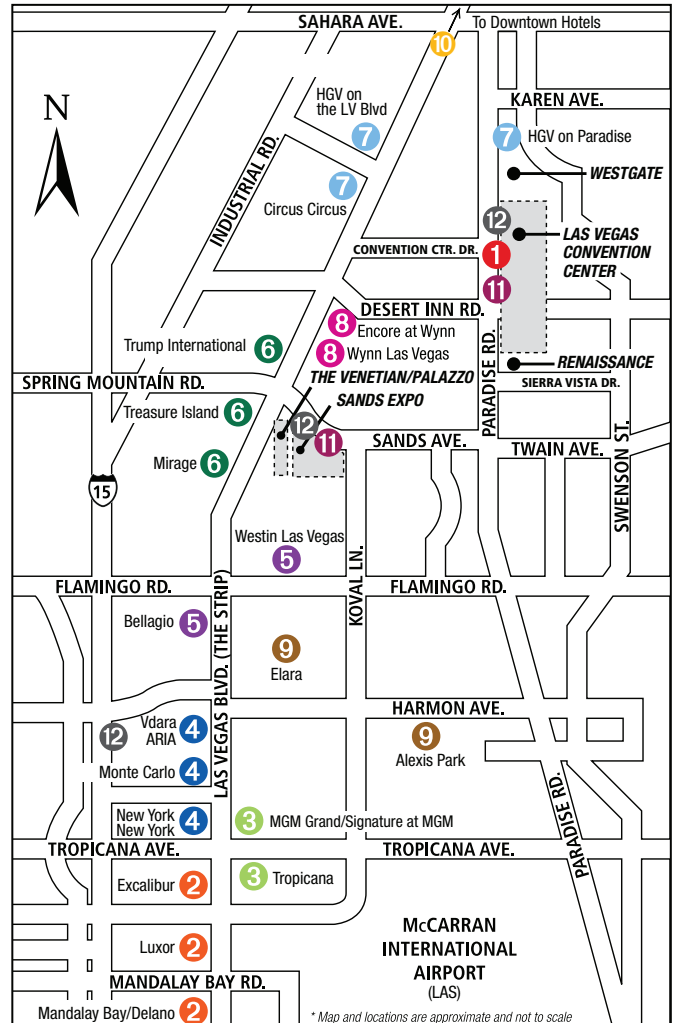 SAHARA AVE.
To Downtown Hotels
10
N
HGV on
the LV Blvd
7
KAREN AVE.
7 HGV on Paradise
INDUSTRIAL RD.
WESTGATE
7
Circus Circus
12
LAS VEGAS
CONVENTION
CENTER
CONVENTION CTR. DR.
1
11
DESERT INN RD.
8
Encore at Wynn
Trump International 6
8 Wynn Las Vegas
PARADISE RD.
RENAISSANCE
THE VENETIAN/PALAZZO
SPRING MOUNTAIN RD.
SIERRA VISTA DR.
SANDS EXPO
Treasure Island 6
12
11
SANDS AVE.
TWAIN AVE.
SWENSON ST.
Mirage 6
15
Westin Las Vegas
5
KOVAL LN.
FLAMINGO RD.
FLAMINGO RD.
LAS VEGAS BLVD. (THE STRIP)
Bellagio 5
9
Elara
HARMON AVE.
12
Vdara
ARIA
4
9
Alexis Park
Monte Carlo 4
New York
New York
4
3 MGM Grand/Signature at MGM
PARADISE RD.
TROPICANA AVE.
TROPICANA AVE.
Excalibur 2
3 Tropicana
McCARRAN
INTERNATIONAL
AIRPORT
(LAS)
Luxor 2
MANDALAY BAY RD.
Mandalay Bay/Delano 2
* Map and locations are approximate and not to scale